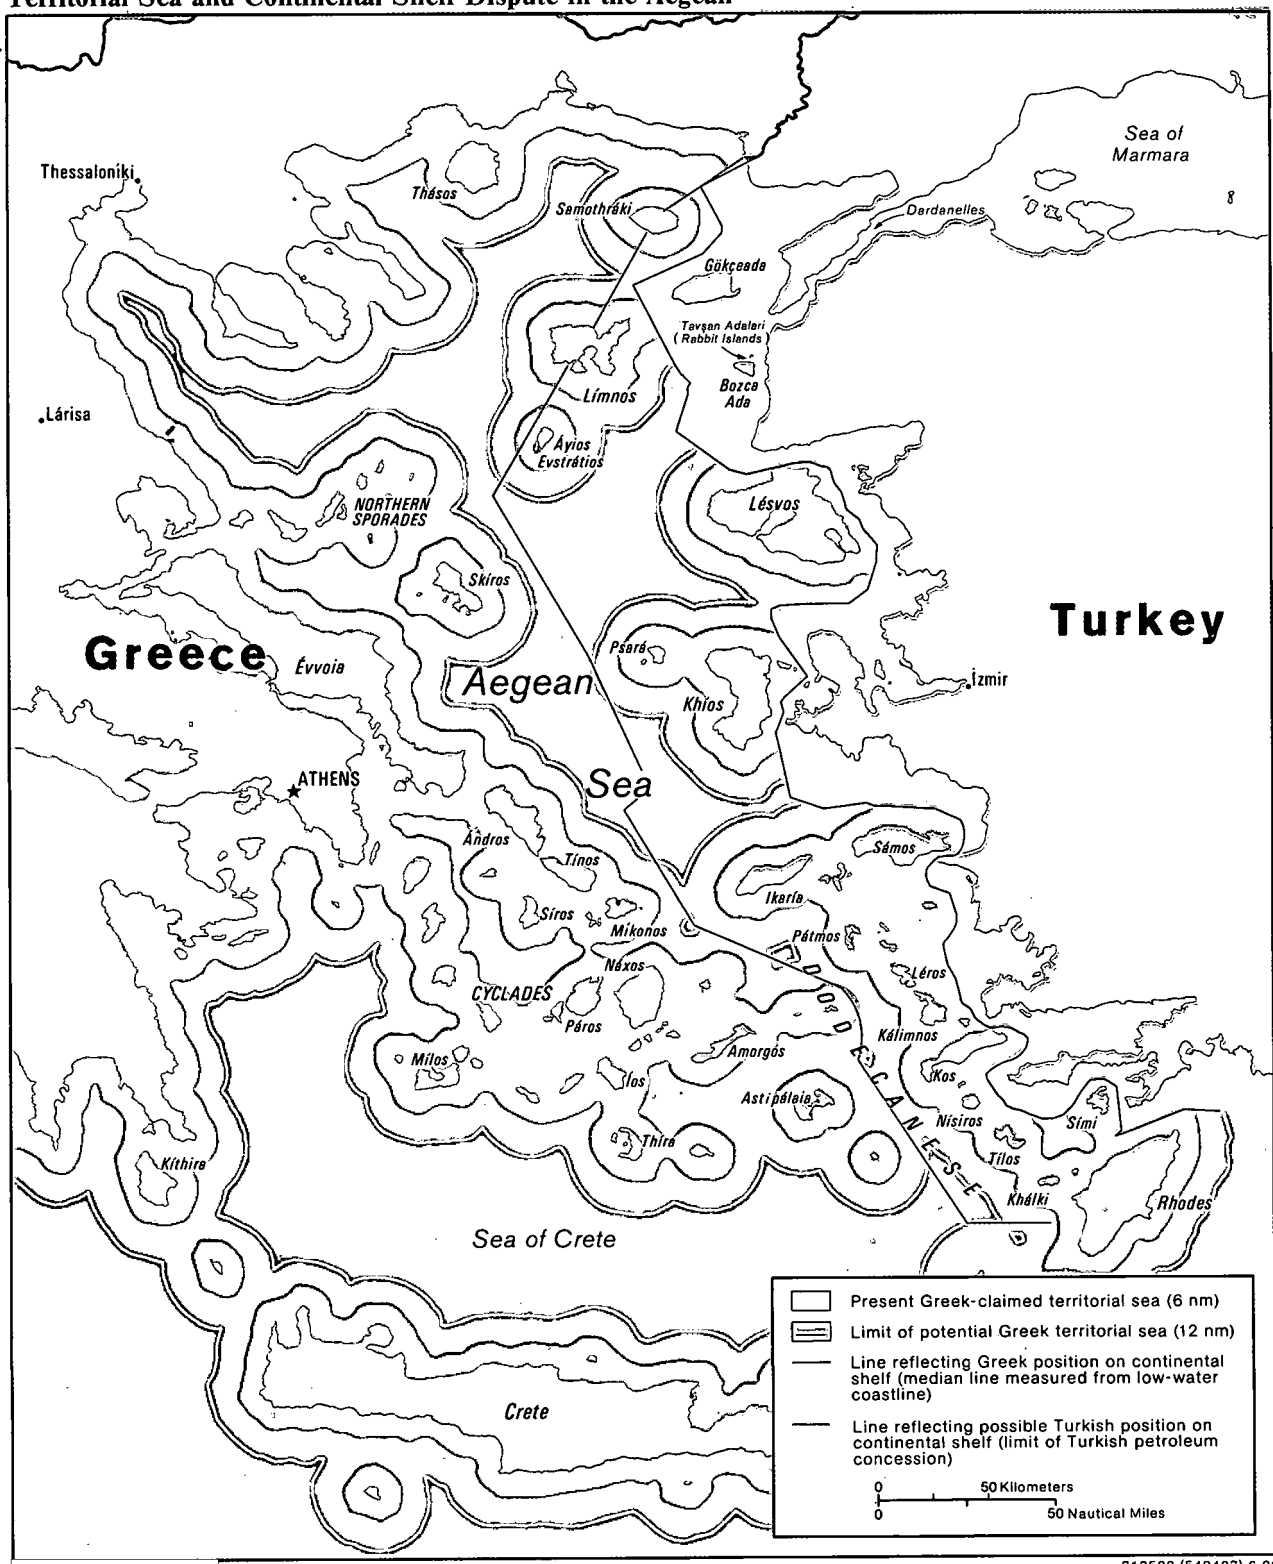 Territorial Sea and Continental Shelf Dispute in the Aegean
Sea of
Marmara
Thessaloníki
Thásos
Samothráki
Dardanelles
Gökçeada
Tavşan Adalari
(Rabbit Islands)
Bozca
Ada
Límnos
Lárisa
Áyios
Evstrátios
NORTHERN
SPORADES
Lésvos
Skíros
Turkey
Greece
Évvoia
Psará
Aegean
İzmir
Khíos
ATHENS
Sea
Ándros
Tínos
Sámos
Ikaría
Síros
Míkonos
Pátmos
Náxos
Léros
CYCLADES
DODECANESE
Páros
Kálimnos
Mílos
Amorgós
Íos
Kos
Astipálaia
Nísiros
Sími
Thíra
Tílos
Kíthira
Khálki
Rhodes
Sea of Crete
Present Greek-claimed territorial sea (6 nm)
Limit of potential Greek territorial sea (12 nm)
Line reflecting Greek position on continental
shelf (median line measured from low-water
coastline)
Line reflecting possible Turkish position on
continental shelf (limit of Turkish petroleum
concession)
0 50 Kilometers
0 50 Nautical Miles
Crete